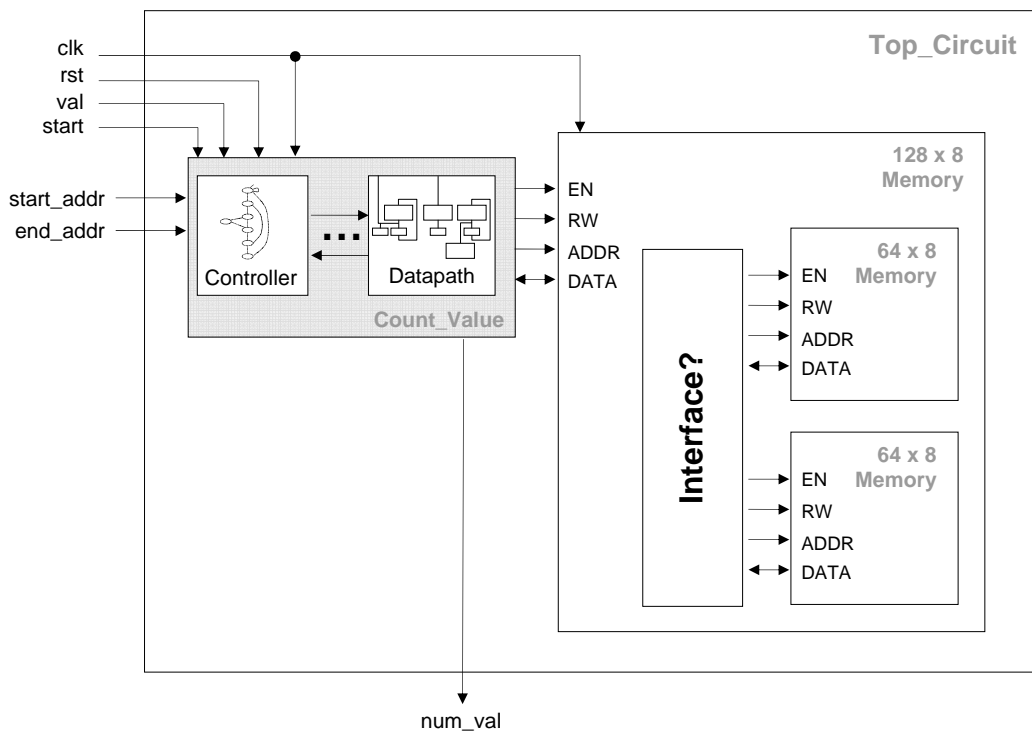 Top_Circuit
clk
rst
val
start
start_addr
end_addr
Controller
...
Datapath
Count_Value
EN
RW
ADDR
DATA
128 x 8
Memory
Interface?
64 x 8
Memory
EN
RW
ADDR
DATA
64 x 8
Memory
EN
RW
ADDR
DATA
num_val